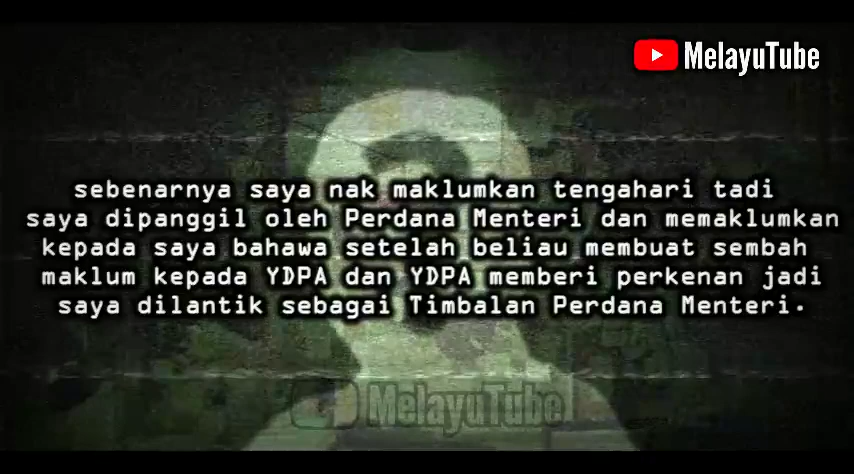 MelayuTube
sebenarnya saya nak maklumkan tengahari tadi
saya dipanggil oleh Perdana Menteri dan memaklumkan
kepada saya bahawa setelah beliau membuat sembah
maklum kepada YDPA dan YDPA memberi perkenan jadi
saya dilantik sebagai Timbalan Perdana Menteri.
MelayuTube